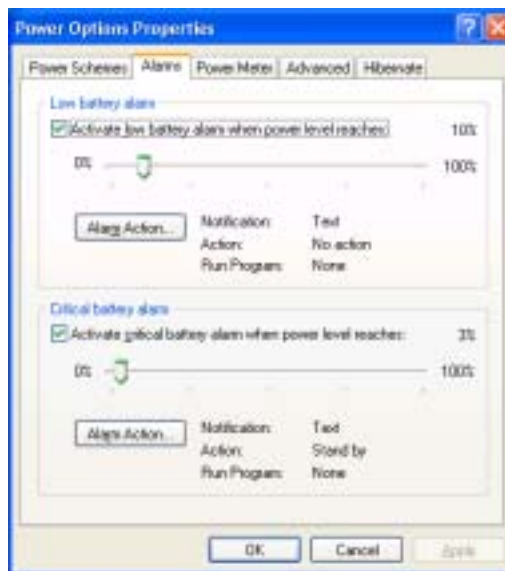 Power Options Properties
Power Schemes Alarms Power Meter Advanced Hibernate
Low battery alarm
Activate low battery alarm when power level reaches: 10%
0% 100%
Alarm Action... Notification: Text
Action: No action
Run Program: None
Critical battery alarm
Activate critical battery alarm when power level reaches: 3%
0% 100%
Alarm Action... Notification: Text
Action: Stand by
Run Program: None
OK Cancel Apply